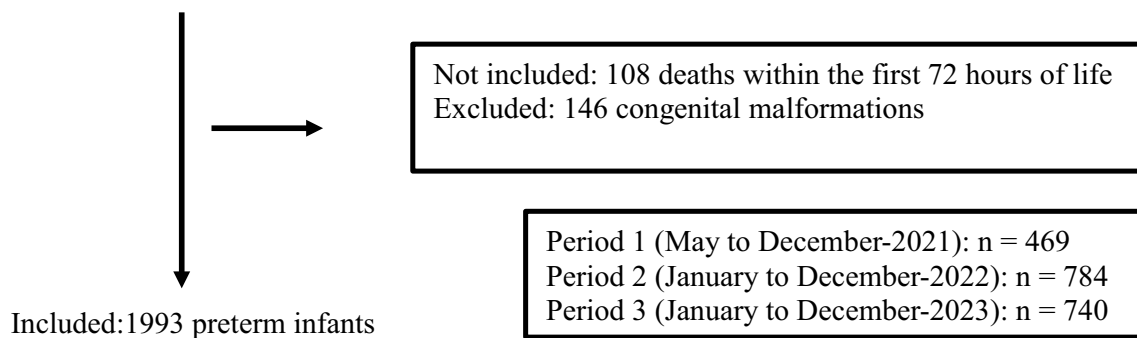 Not included: 108 deaths within the first 72 hours of life
Excluded: 146 congenital malformations
Period 1 (May to December-2021): n = 469
Period 2 (January to December-2022): n = 784
Period 3 (January to December-2023): n = 740
Included:1993 preterm infants